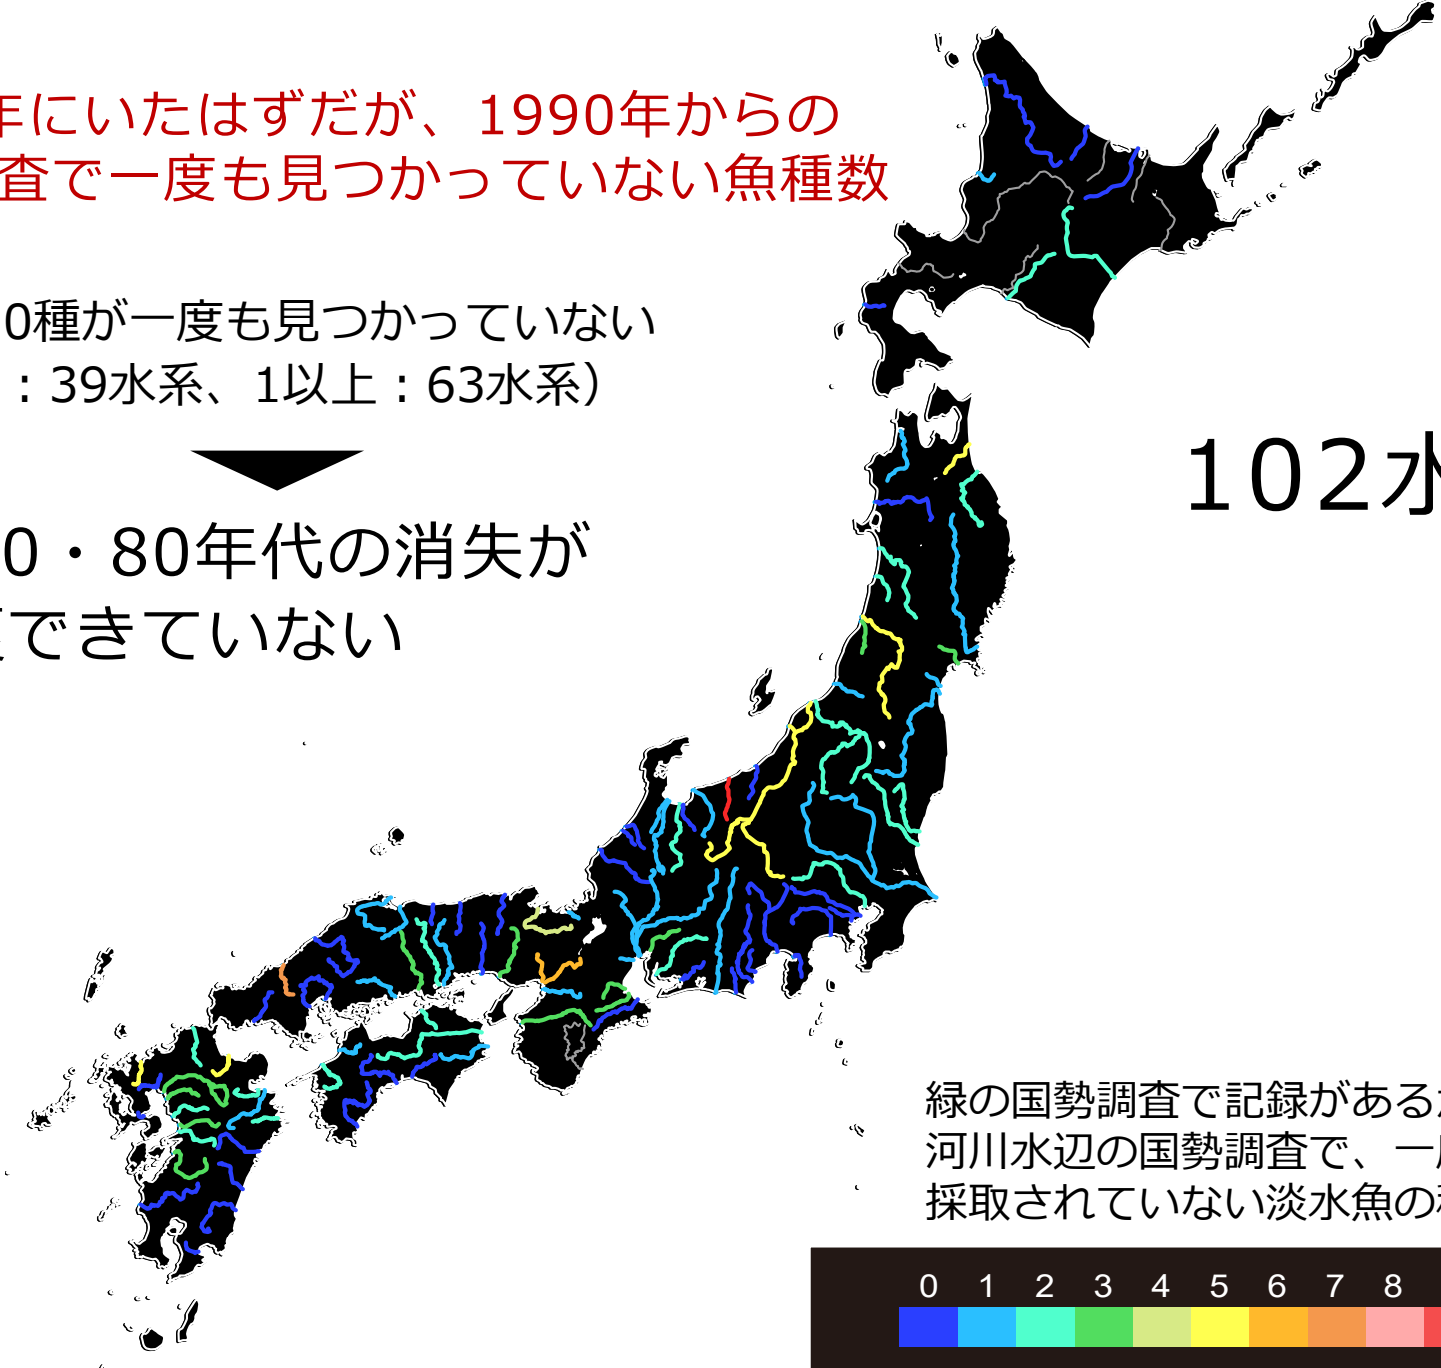 年にいたはずだが、1990年からの
査で一度も見つかっていない魚種数
0種が一度も見つかっていない
：39水系、1以上：63水系）
0・80年代の消失が
できていない
102水
緑の国勢調査で記録があるが
河川水辺の国勢調査で、一度
採取されていない淡水魚の種
0 1 2 3 4 5 6 7 8